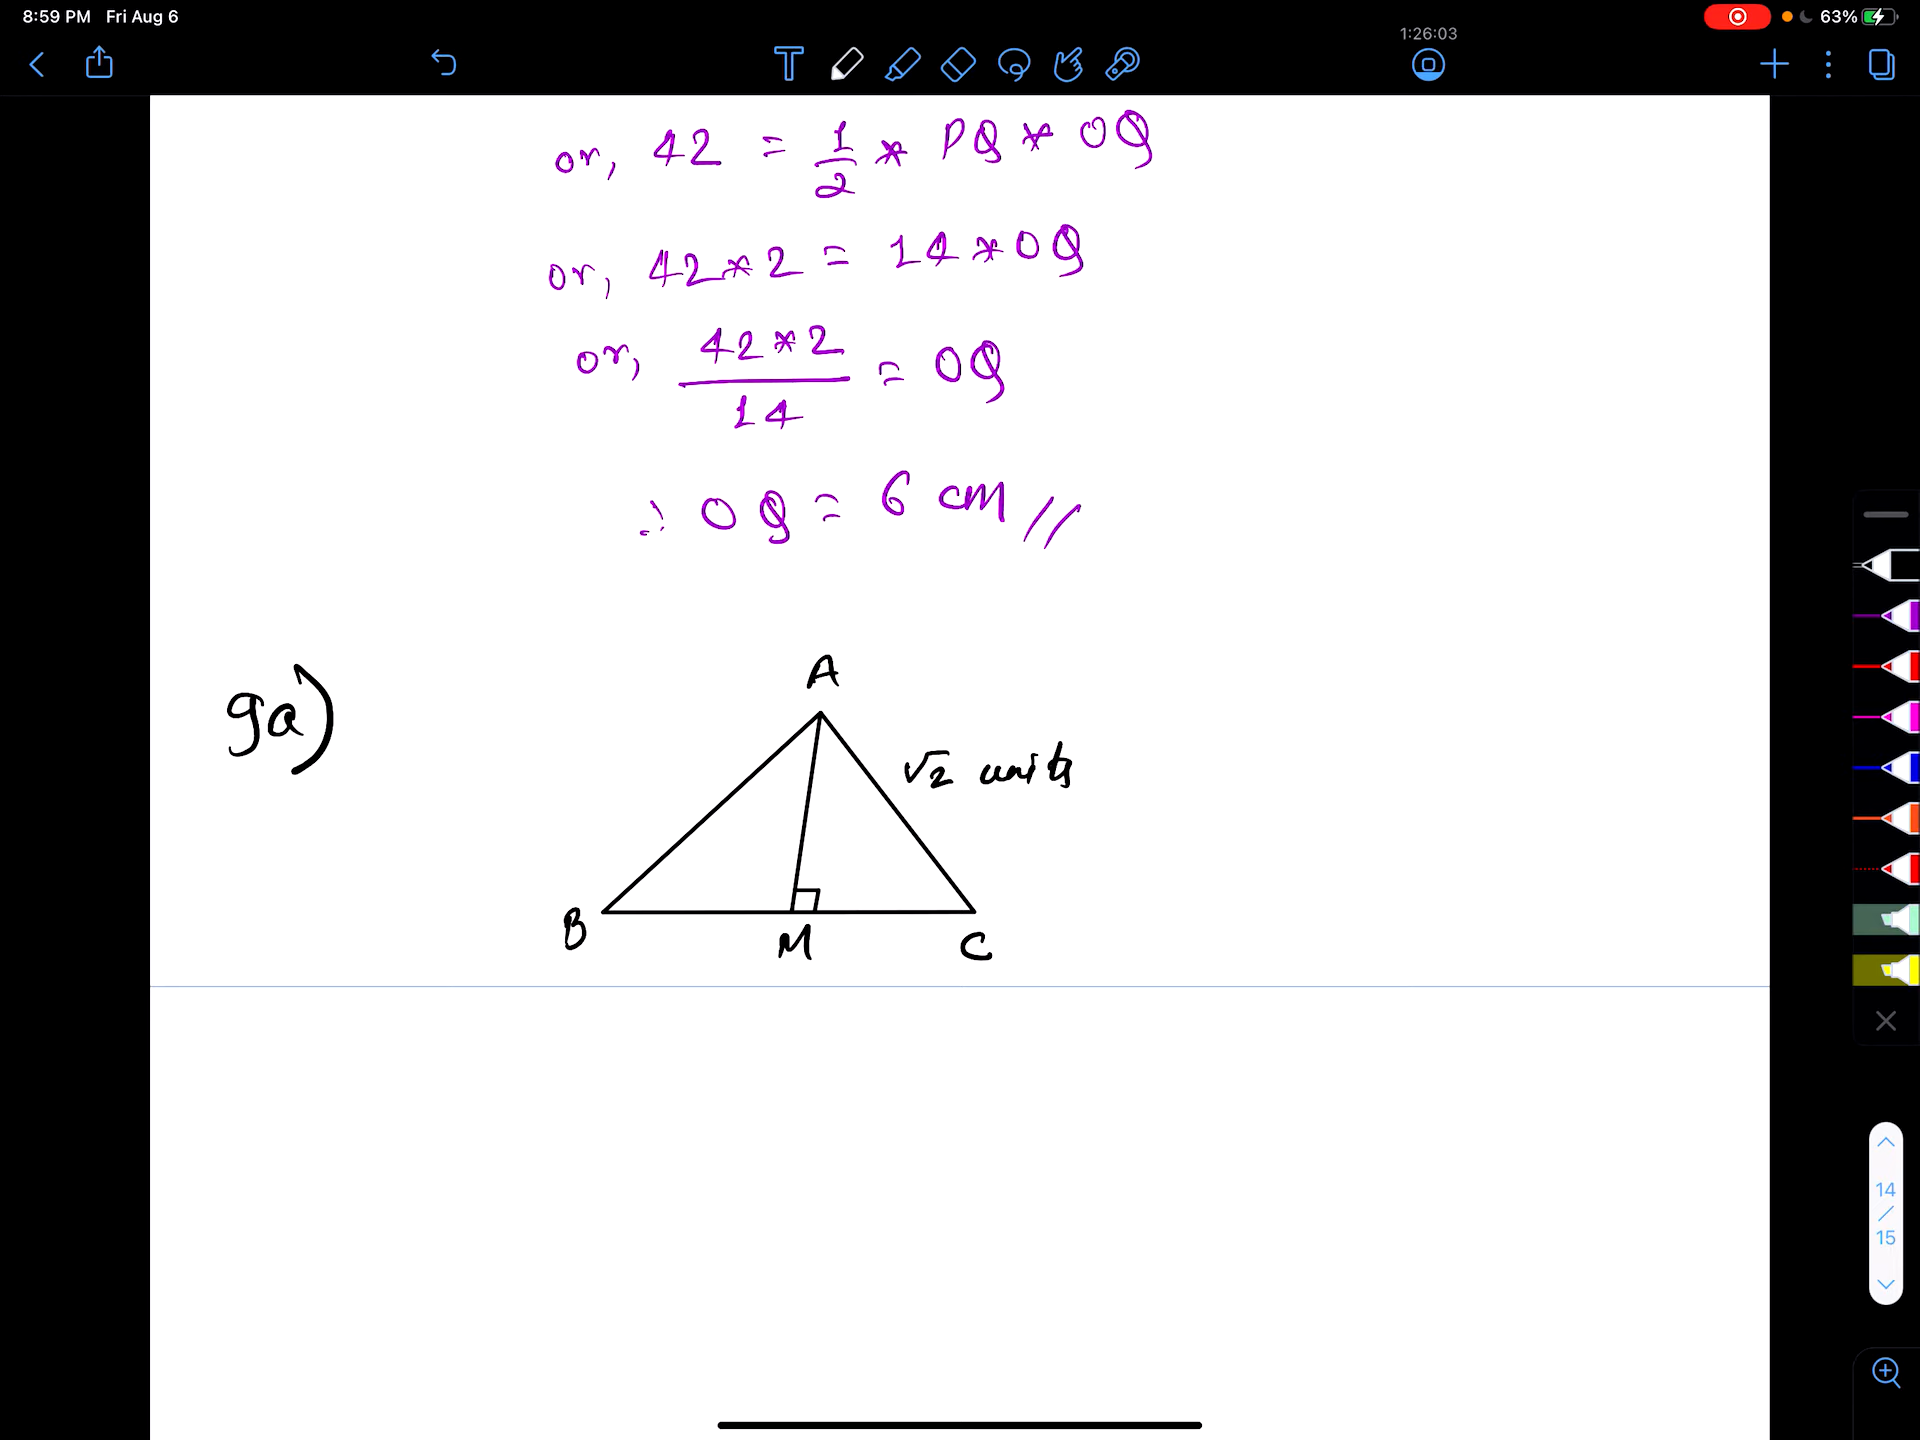 8:59 PM Fri Aug 6
63%
1:26:03
or, 42 = 1/2 * PQ * OQ
or, 42*2 = 14*OQ
or, 42*2/14 = OQ
∴ OQ = 6 cm //
9a)
A
√2 units
B
M
C
14
/
15